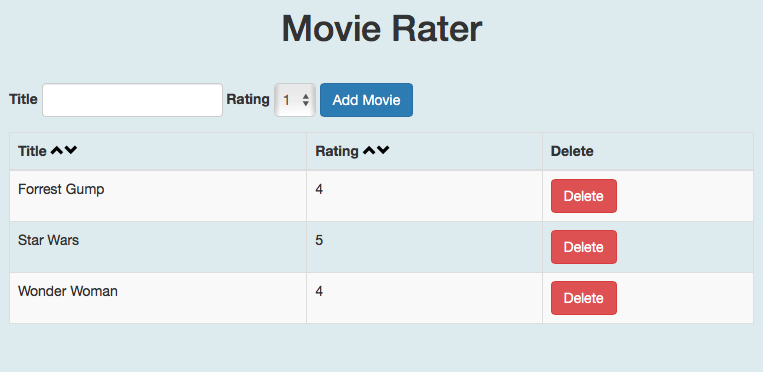 Movie Rater
Title Rating 1 Add Movie
Title Rating Delete
Forrest Gump 4 Delete
Star Wars 5 Delete
Wonder Woman 4 Delete